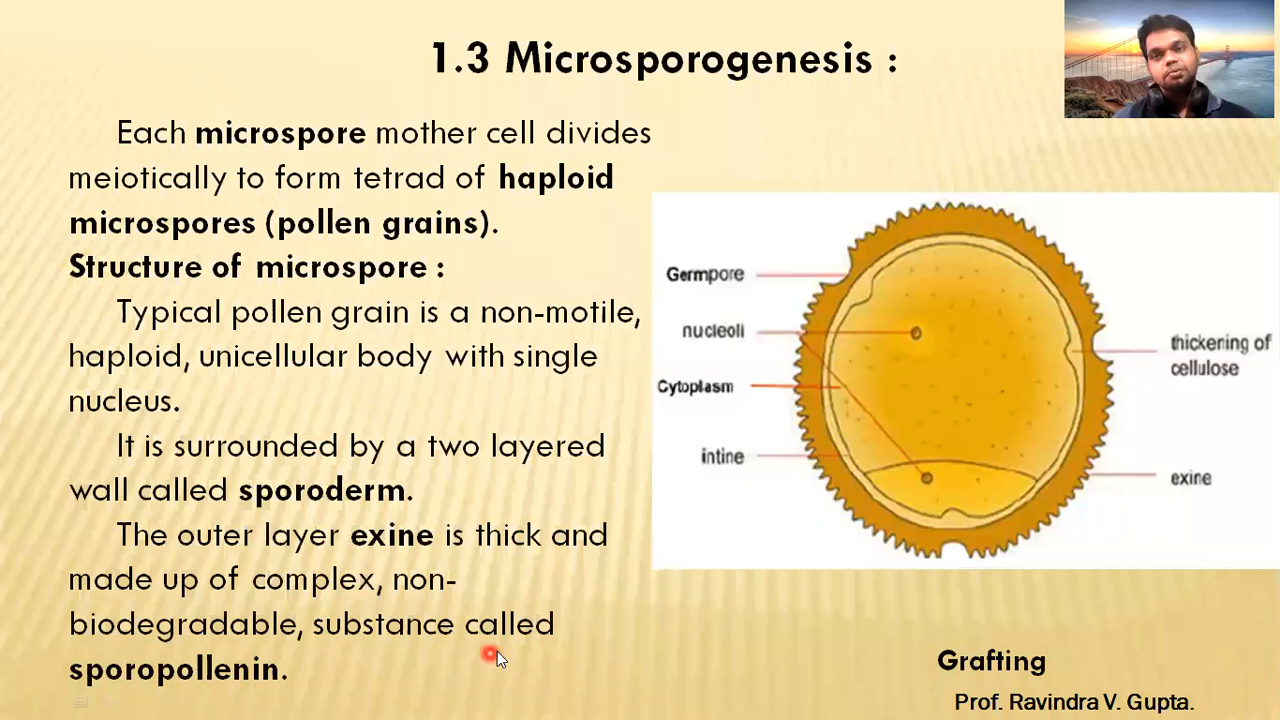 1.3 Microsporogenesis :
Each microspore mother cell divides
meiotically to form tetrad of haploid
microspores (pollen grains).
Structure of microspore :
Typical pollen grain is a non-motile,
haploid, unicellular body with single
nucleus.
It is surrounded by a two layered
wall called sporoderm.
The outer layer exine is thick and
made up of complex, non-
biodegradable, substance called
sporopollenin.
Germpore
nucleoli
Cytoplasm
intine
thickening of
cellulose
exine
Grafting
Prof. Ravindra V. Gupta.